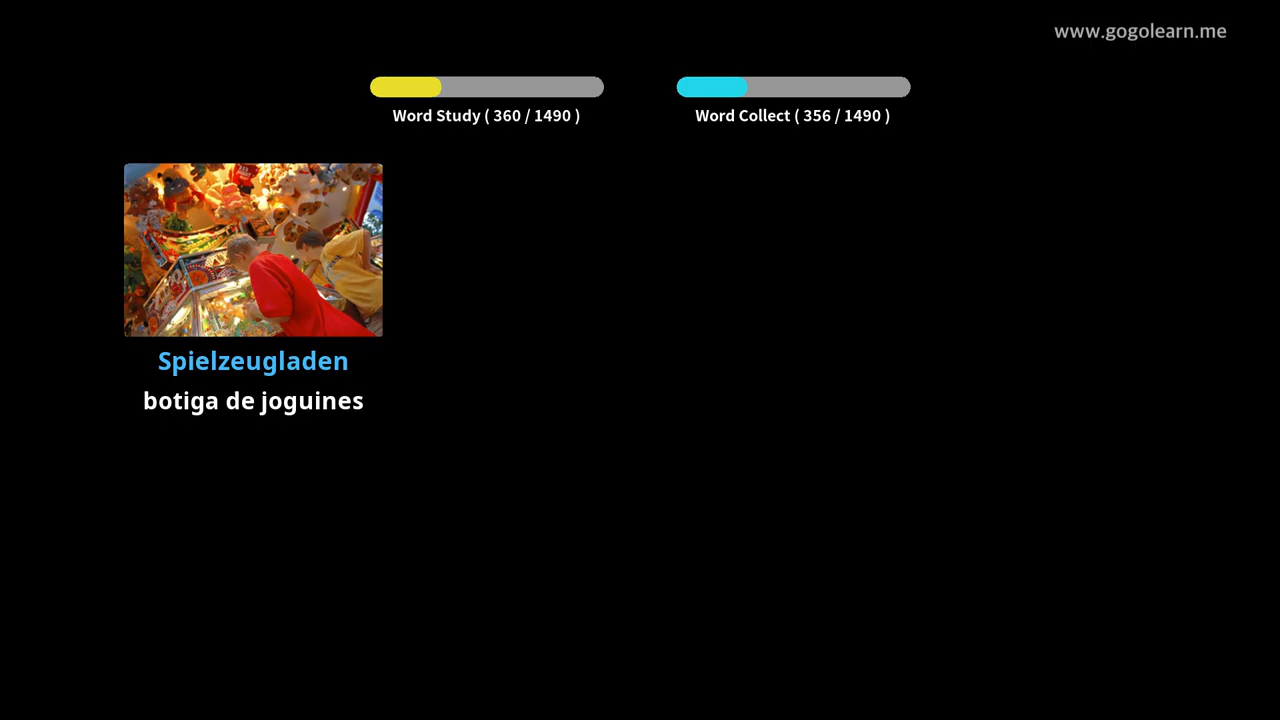 www.gogolearn.me
Word Study ( 360 / 1490 )
Word Collect ( 356 / 1490 )
Spielzeugladen
botiga de joguines